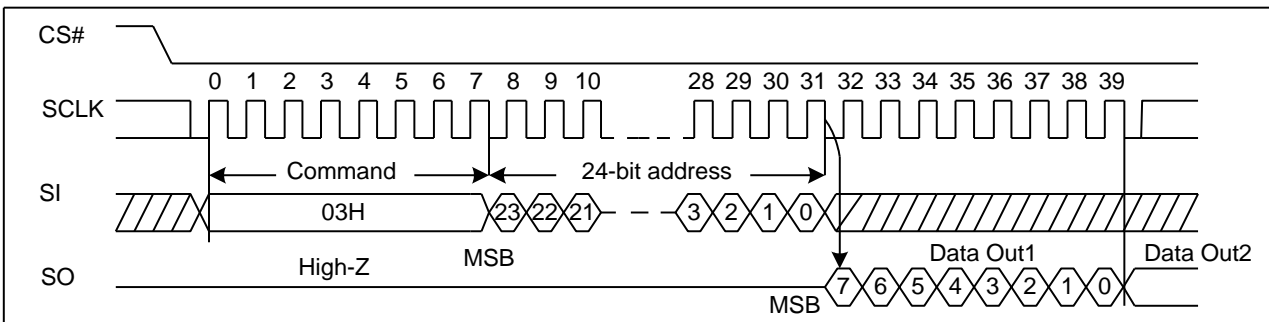 CS#
0 1 2 3 4 5 6 7 8 9 10 28 29 30 31 32 33 34 35 36 37 38 39
SCLK
Command 24-bit address
SI 03H 23 22 21 3 2 1 0
MSB
High-Z Data Out1 Data Out2
SO 7 6 5 4 3 2 1 0
MSB